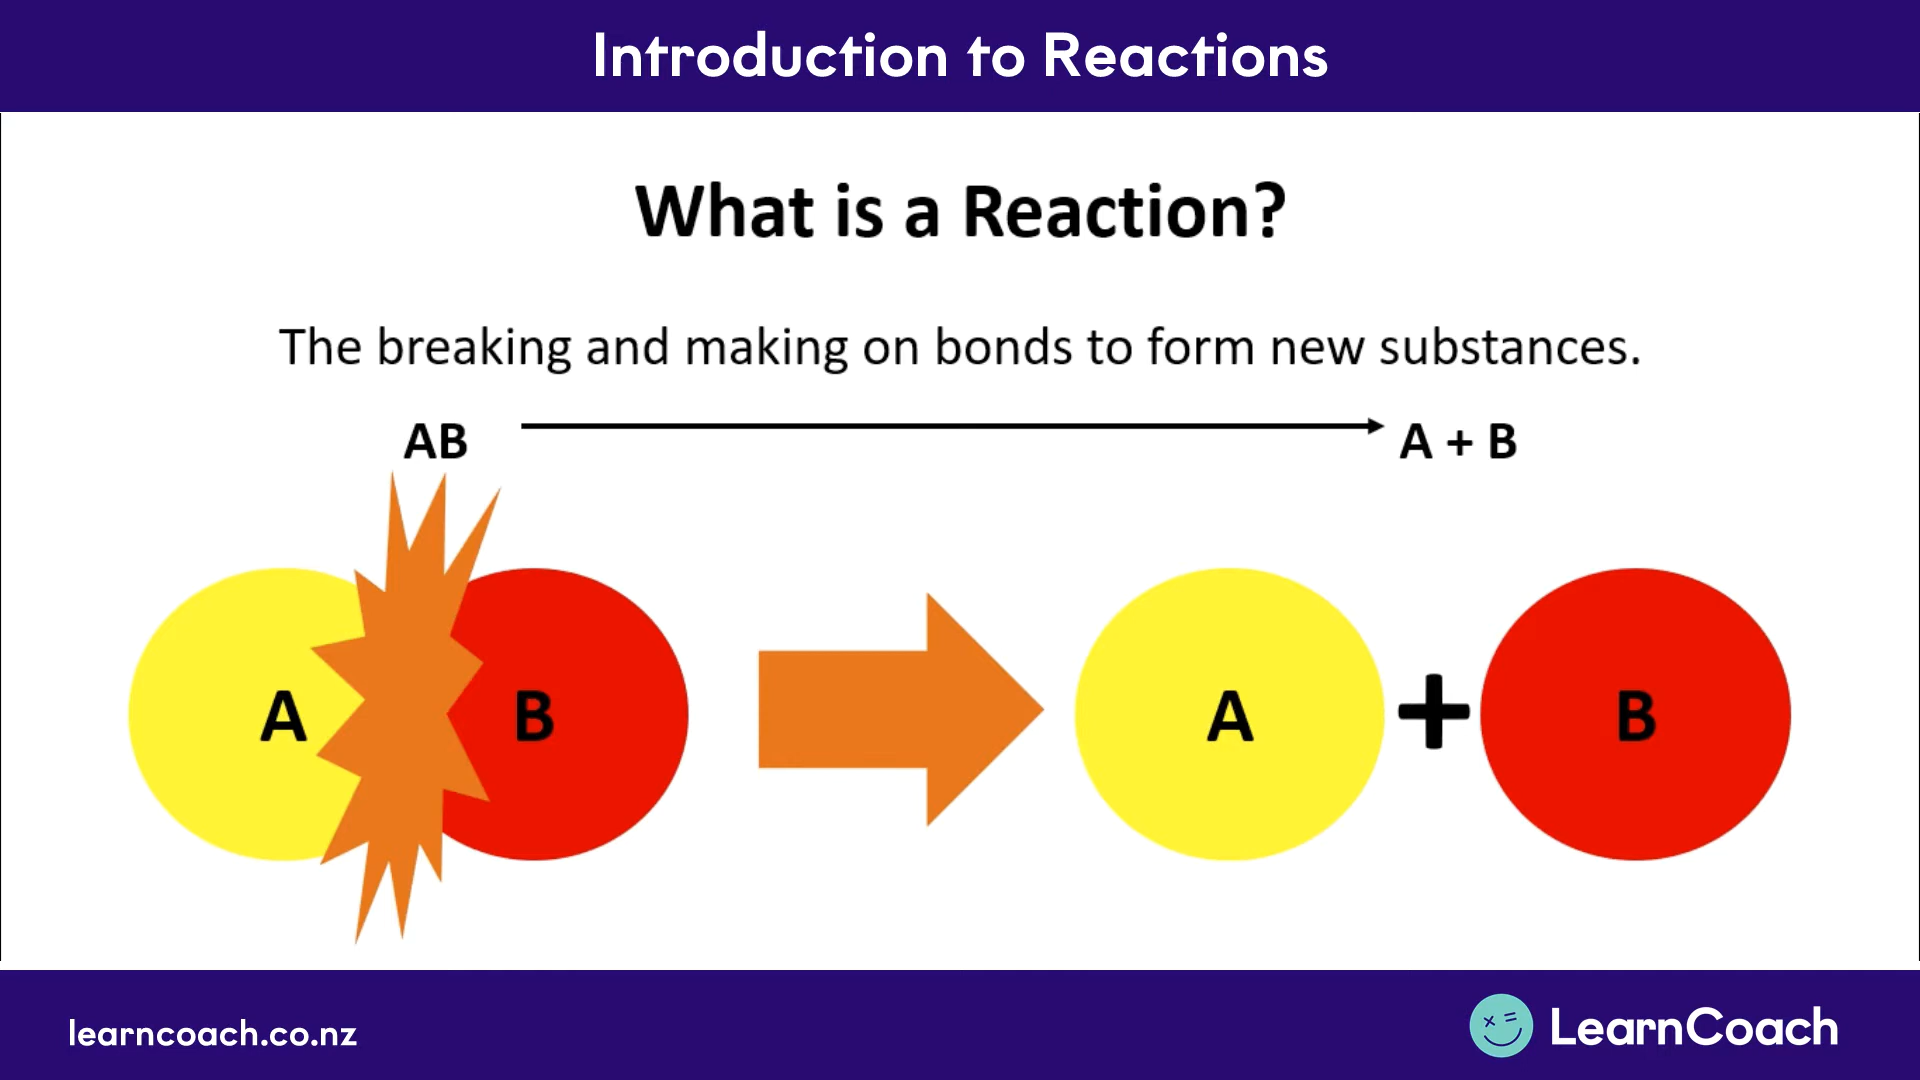 Introduction to Reactions
What is a Reaction?
The breaking and making on bonds to form new substances.
AB
A + B
A
B
A
+
B
learncoach.co.nz
LearnCoach